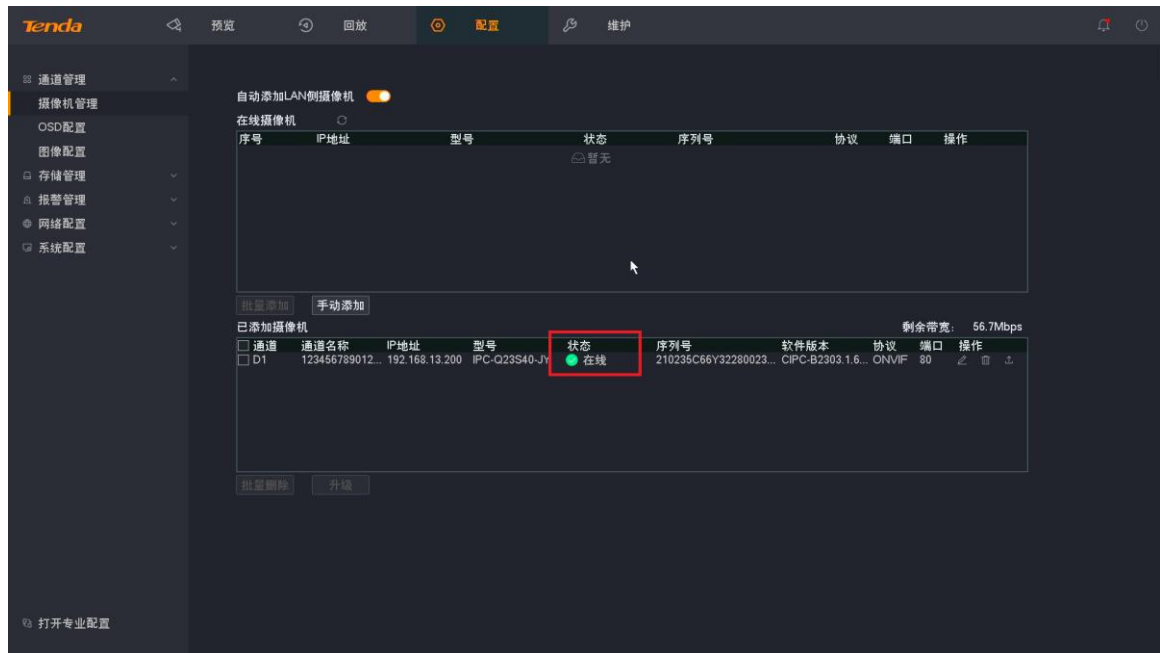 Tenda 预览 回放 配置 维护
通道管理
摄像机管理
OSD配置
图像配置
存储管理
报警管理
网络配置
系统配置
打开专业配置
自动添加LAN侧摄像机
在线摄像机
序号 IP地址 型号 状态 序列号 协议 端口 操作
暂无
批量添加 手动添加
已添加摄像机 剩余带宽: 56.7Mbps
通道 通道名称 IP地址 型号 状态 序列号 软件版本 协议 端口 操作
D1 123456789012... 192.168.13.200 IPC-Q23S40-JY 在线 210235C66Y32280023... CIPC-B2303.1.6... ONVIF 80
批量删除 升级